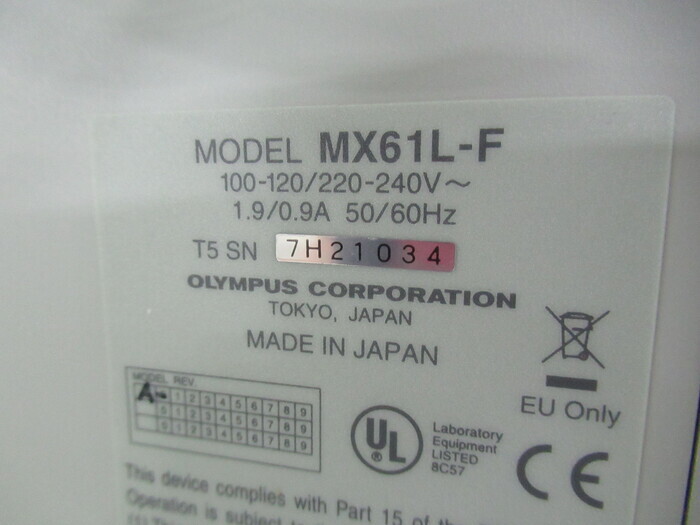 MODEL MX61L-F
100-120/220-240V~
1.9/0.9A 50/60Hz
T5 SN 7H21034
OLYMPUS CORPORATION
TOKYO, JAPAN
MADE IN JAPAN
EU Only
MODEL REV.
A 1 2 3 4 5 6 7 8 9
1 2 3 4 5 6 7 8 9
1 2 3 4 5 6 7 8 9
UL
®
Laboratory
Equipment
LISTED
8C57
CE
This device complies with Part 15 of
Operation is subject